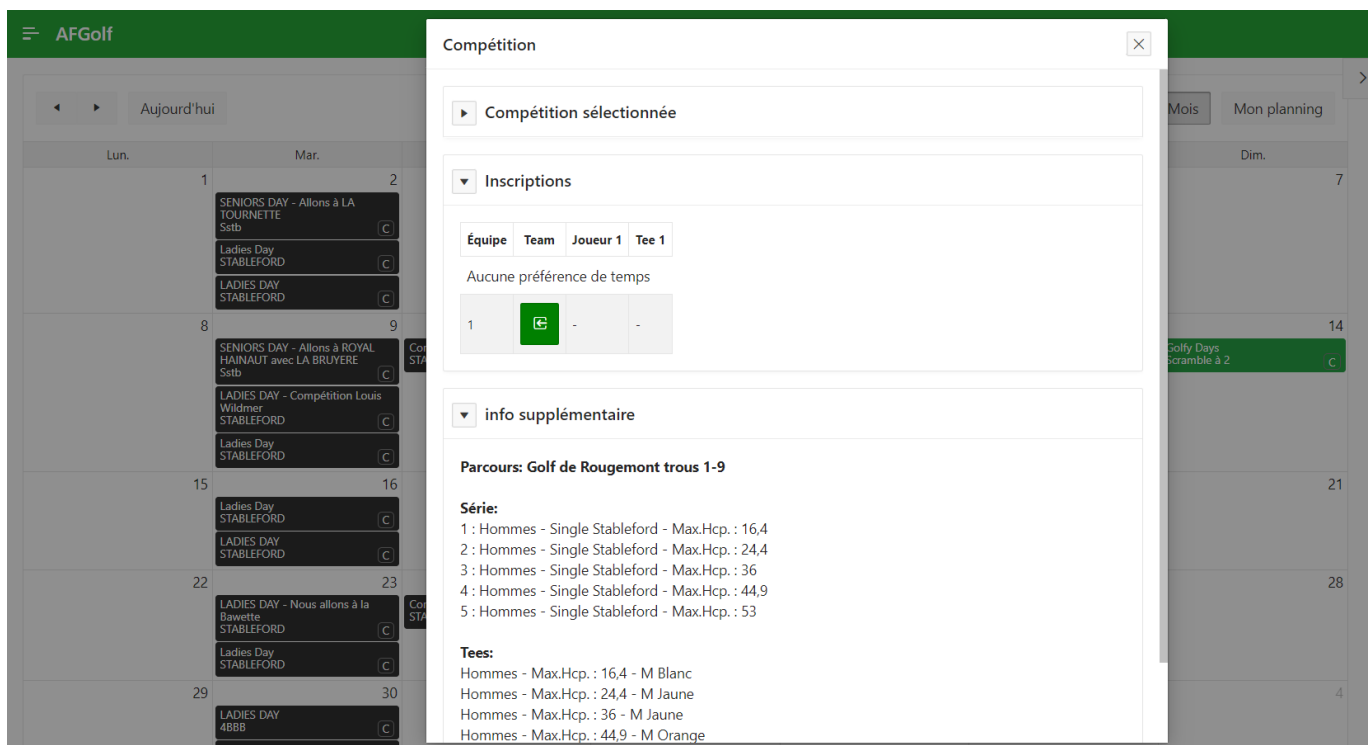 AFGolf
Compétition
Compétition sélectionnée
Aujourd'hui
Mois
Mon planning
Lun.
Mar.
Dim.
Inscriptions
1
2
7
SENIORS DAY - Allons à LA
TOURNETTE
Sstb
C
Ladies Day
STABLEFORD
C
LADIES DAY
STABLEFORD
C
Équipe Team Joueur 1 Tee 1
Aucune préférence de temps
1 - -
8
9
14
SENIORS DAY - Allons à ROYAL
HAINAUT avec LA BRUYERE
Sstb
C
LADIES DAY - Compétition Louis
Wildmer
STABLEFORD
C
Ladies Day
STABLEFORD
C
Golfy Days
Scramble à 2
C
info supplémentaire
Parcours: Golf de Rougemont trous 1-9
15
16
21
Ladies Day
STABLEFORD
C
LADIES DAY
STABLEFORD
C
Série:
1 : Hommes - Single Stableford - Max.Hcp. : 16,4
2 : Hommes - Single Stableford - Max.Hcp. : 24,4
3 : Hommes - Single Stableford - Max.Hcp. : 36
4 : Hommes - Single Stableford - Max.Hcp. : 44,9
5 : Hommes - Single Stableford - Max.Hcp. : 53
22
23
28
LADIES DAY - Nous allons à la
Bawette
STABLEFORD
C
Ladies Day
STABLEFORD
C
Tees:
Hommes - Max.Hcp. : 16,4 - M Blanc
Hommes - Max.Hcp. : 24,4 - M Jaune
Hommes - Max.Hcp. : 36 - M Jaune
Hommes - Max.Hcp. : 44,9 - M Orange
29
30
4
LADIES DAY
4BBB
C